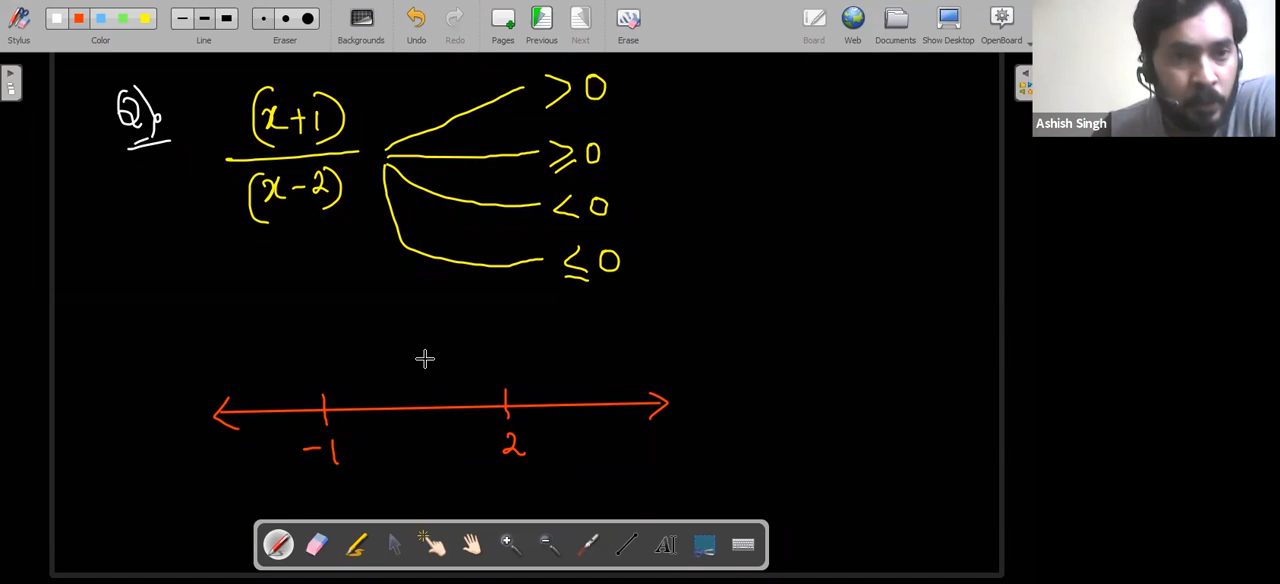 Stylus Color Line Eraser Backgrounds Undo Redo Pages Previous Next Erase Board Web Documents Show Desktop OpenBoard
Ashish Singh
Q):
(x+1)
(x-2)
> 0
≥ 0
< 0
≤ 0
-1 2
AI